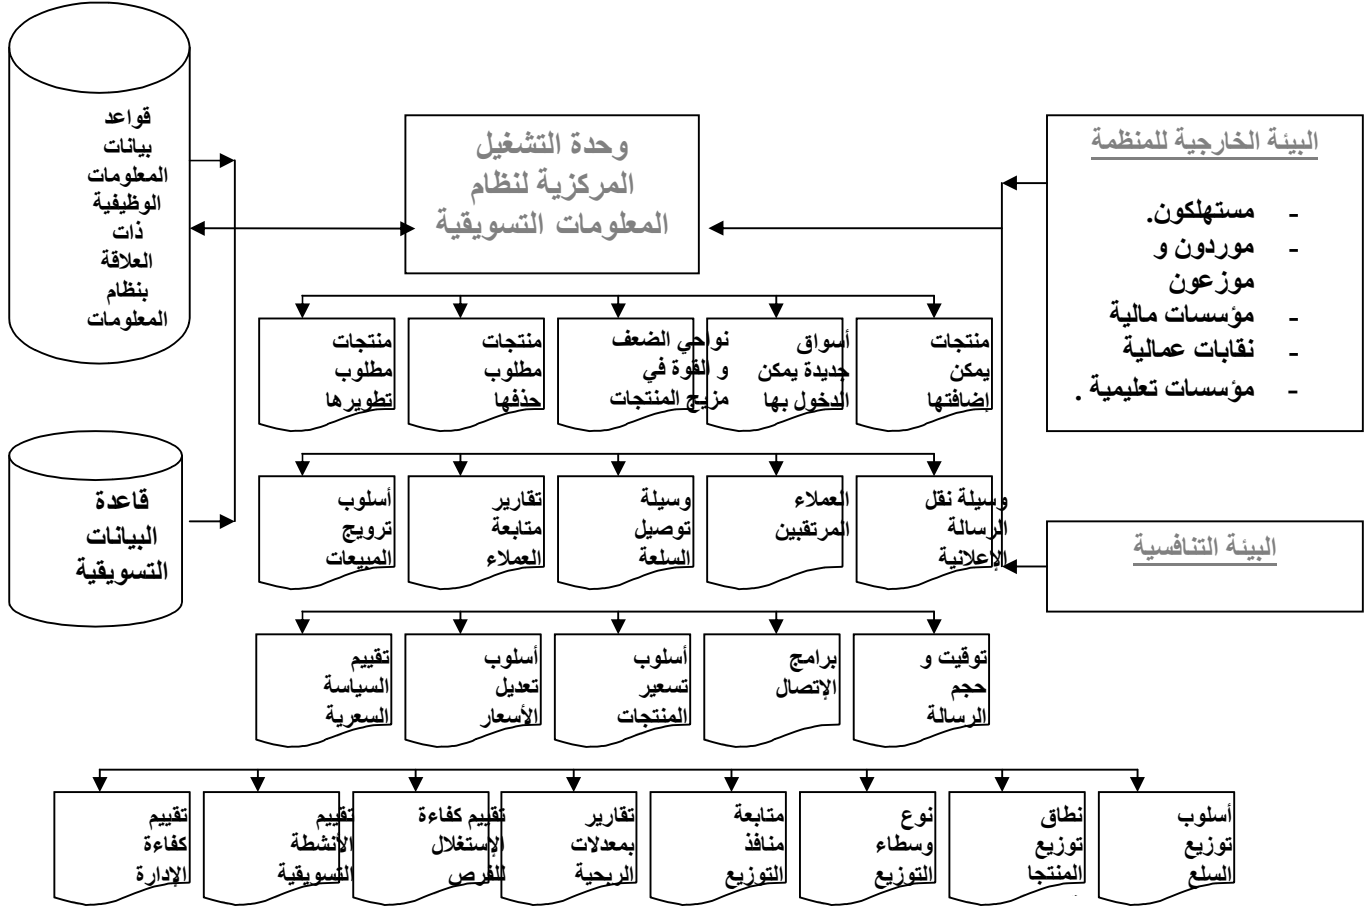 قواعد
بيانات
المعلومات
الوظيفية
ذات
العلاقة
بنظام
المعلومات
وحدة التشغيل
المركزية لنظام
المعلومات التسويقية
البيئة الخارجية للمنظمة
- مستهلكون.
- موردون و
موزعون
- مؤسسات مالية
- نقابات عمالية
- مؤسسات تعليمية .
منتجات
يمكن
إضافتها
أسواق
جديدة يمكن
الدخول بها
نواحي الضعف
و القوة في
مزيج المنتجات
منتجات
مطلوب
حذفها
منتجات
مطلوب
تطويرها
قاعدة
البيانات
التسويقية
البيئة التنافسية
وسيلة نقل
الرسالة
الإعلانية
العملاء
المرتقبين
وسيلة
توصيل
السلعة
تقارير
متابعة
العملاء
أسلوب
ترويج
المبيعات
توقيت و
حجم
الرسالة
برامج
الإتصال
أسلوب
تسعير
المنتجات
أسلوب
تعديل
الأسعار
تقييم
السياسة
السعرية
أسلوب
توزيع
السلع
نطاق
توزيع
المنتجا
نوع
وسطاء
التوزيع
متابعة
منافذ
التوزيع
تقارير
بمعدلات
الربحية
تقييم كفاءة
الإستغلال
للفرص
تقييم
الأنشطة
التسويقية
تقييم
كفاءة
الإدارة